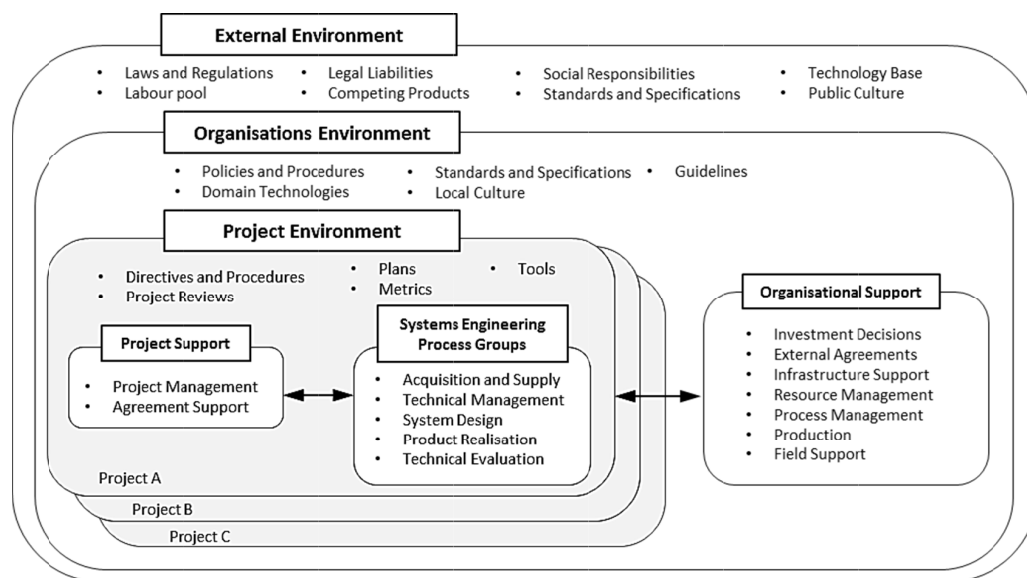 External Environment
• Laws and Regulations • Legal Liabilities • Social Responsibilities • Technology Base
• Labour pool • Competing Products • Standards and Specifications • Public Culture
Organisations Environment
• Policies and Procedures • Standards and Specifications • Guidelines
• Domain Technologies • Local Culture
Project Environment
• Directives and Procedures • Plans • Tools
• Project Reviews • Metrics
Project Support
• Project Management
• Agreement Support
Systems Engineering
Process Groups
• Acquisition and Supply
• Technical Management
• System Design
• Product Realisation
• Technical Evaluation
Organisational Support
• Investment Decisions
• External Agreements
• Infrastructure Support
• Resource Management
• Process Management
• Production
• Field Support
Project A
Project B
Project C